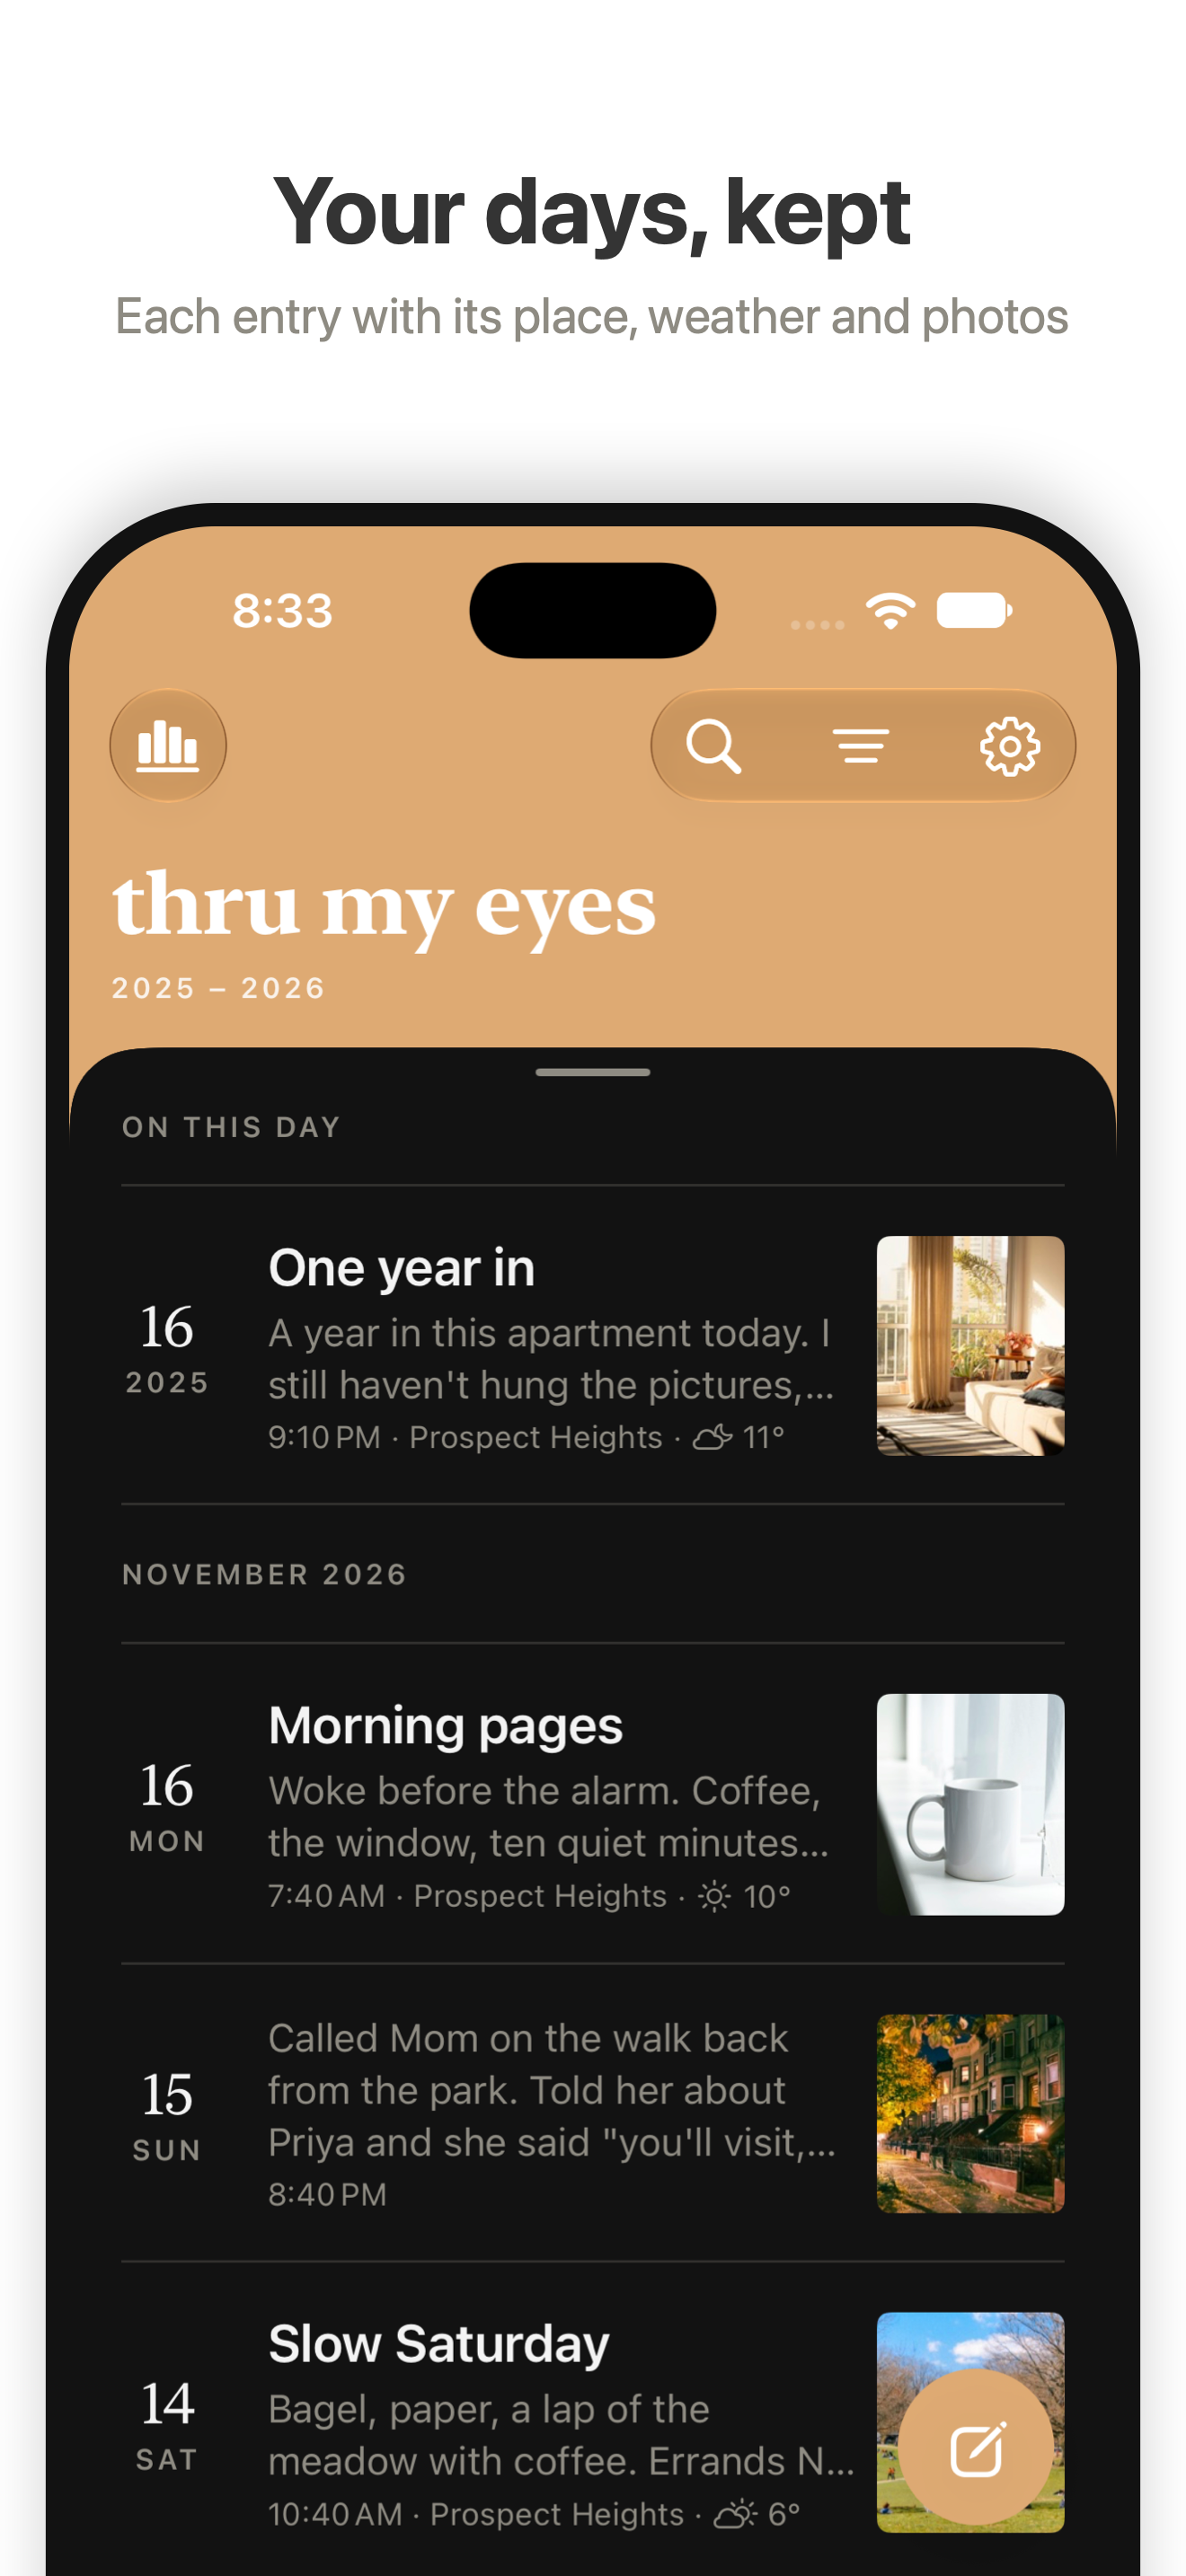 Your days, kept
Each entry with its place, weather and photos
8:33
thru my eyes
2025 – 2026
ON THIS DAY
16
2025
One year in
A year in this apartment today. I
still haven't hung the pictures,...
9:10 PM · Prospect Heights · 11°
NOVEMBER 2026
16
MON
Morning pages
Woke before the alarm. Coffee,
the window, ten quiet minutes...
7:40 AM · Prospect Heights · 10°
15
SUN
Called Mom on the walk back
from the park. Told her about
Priya and she said "you'll visit,...
8:40 PM
14
SAT
Slow Saturday
Bagel, paper, a lap of the
meadow with coffee. Errands N...
10:40 AM · Prospect Heights · 6°